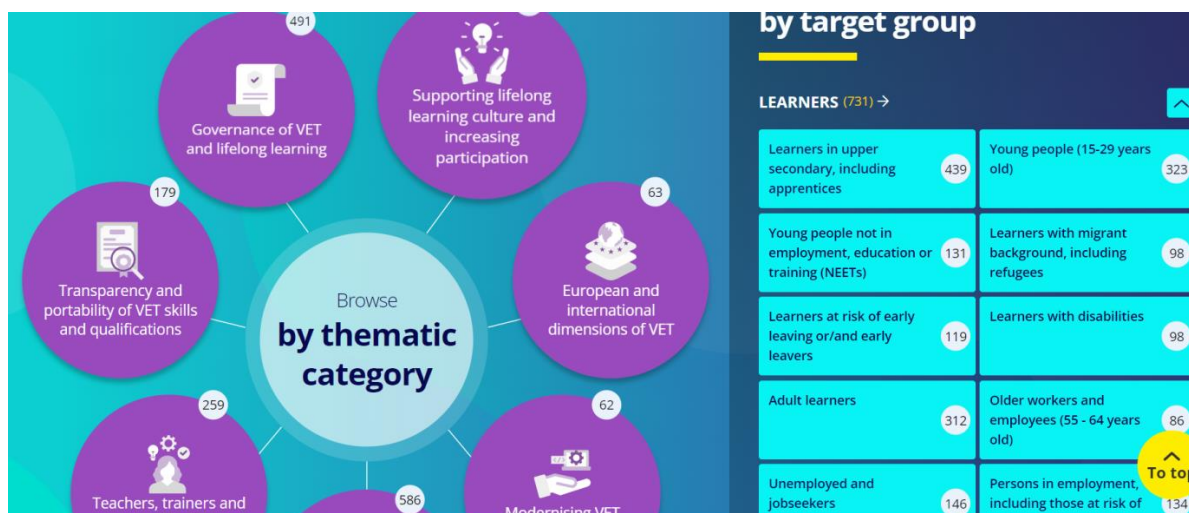 491
Governance of VET
and lifelong learning
Supporting lifelong
learning culture and
increasing
participation
179
Transparency and
portability of VET skills
and qualifications
63
European and
international
dimensions of VET
Browse
by thematic
category
259
Teachers, trainers and
586
62
Modernising VET
by target group
LEARNERS (731) →
Learners in upper
secondary, including
apprentices
439
Young people (15-29 years
old)
323
Young people not in
employment, education or
training (NEETs)
131
Learners with migrant
background, including
refugees
98
Learners at risk of early
leaving or/and early
leavers
119
Learners with disabilities
98
Adult learners
312
Older workers and
employees (55 - 64 years
old)
86
Unemployed and
jobseekers
146
Persons in employment,
including those at risk of
134
To top